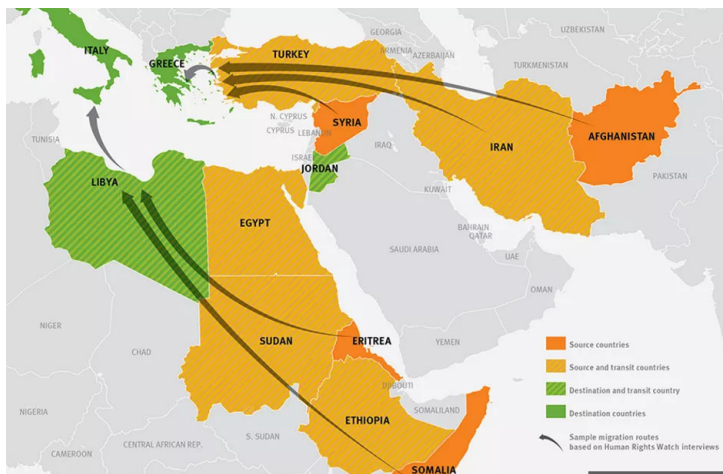 GEORGIA
UZBEKISTAN
ITALY
GREECE
TURKEY
ARMENIA
AZERBAIJAN
TURKMENISTAN
N. CYPRUS
CYPRUS
LEBANON
SYRIA
TUNISIA
AFGHANISTAN
IRAQ
IRAN
ISRAEL
JORDAN
PAKISTAN
LIBYA
KUWAIT
EGYPT
BAHRAIN
QATAR
SAUDI ARABIA
UAE
OMAN
NIGER
CHAD
SUDAN
ERITREA
YEMEN
DJIBOUTI
NIGERIA
ETHIOPIA
SOMALILAND
S. SUDAN
CENTRAL AFRICAN REP.
CAMEROON
SOMALIA
Source countries
Source and transit countries
Destination and transit country
Destination countries
Sample migration routes
based on Human Rights Watch interviews